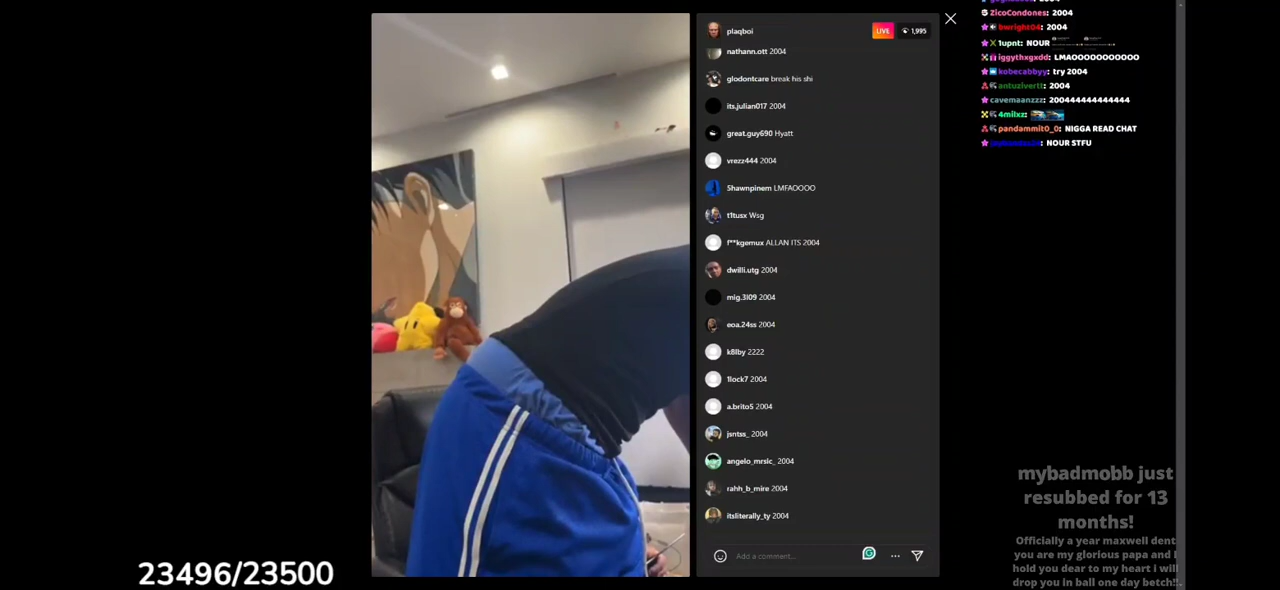 plaqboi
LIVE
1,995
nathann.ott 2004
glodontcare break his shi
its.julian017 2004
great.guy690 Hyatt
vrezz444 2004
Shawnpinem LMFAOOOO
t1tusx Wsg
f**kgemux ALLAN ITS 2004
dwilli.utg 2004
mig.3l09 2004
eoa.24ss 2004
k8lby 2222
1lock7 2004
a.brito5 2004
jsntss_ 2004
angelo_mrsic_ 2004
rahh_b_mire 2004
itsliterally_ty 2004
Add a comment...
ZicoCondones: 2004
bwright04: 2004
1upnt: NOUR
iggythxgxdd: LMAOOOOOOOOOOO
kobecabbyy: try 2004
antuzivertt: 2004
cavemaanzzz: 200444444444444
4milxz:
pandammit0_0: NIGGA READ CHAT
: NOUR STFU
mybadmobb just
resubbed for 13
months!
Officially a year maxwell dent
you are my glorious papa and I
hold you dear to my heart i will
drop you in ball one day betch!!
23496/23500